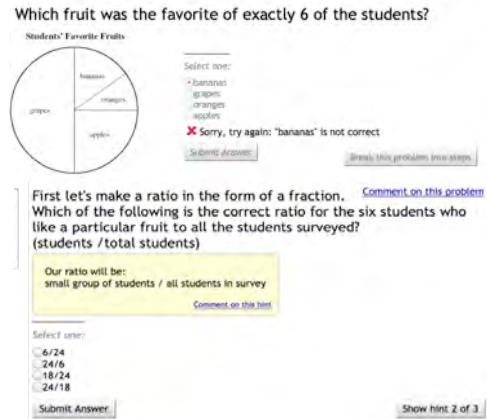 Which fruit was the favorite of exactly 6 of the students?
Students' Favorite Fruits
bananas
oranges
grapes
apples
Select one:
bananas
grapes
oranges
apples
Sorry, try again: "bananas" is not correct
Submit Answer
Break this problem into steps
First let's make a ratio in the form of a fraction.
Comment on this problem
Which of the following is the correct ratio for the six students who
like a particular fruit to all the students surveyed?
(students /total students)
Our ratio will be:
small group of students / all students in survey
Comment on this hint
Select one:
6/24
24/6
18/24
24/18
Submit Answer
Show hint 2 of 3